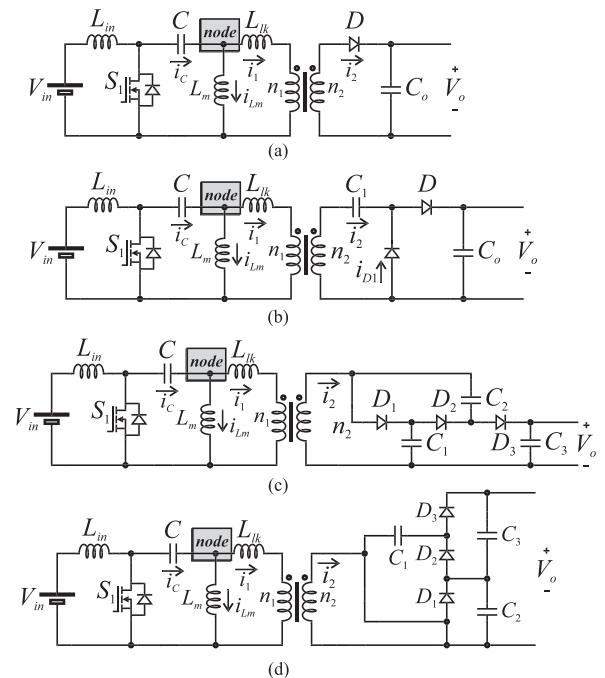 L_in C node L_lk D
V_in S_1 i_C L_m i_Lm i_1 n_1 n_2 i_2 C_o + V_o -
(a)
L_in C node L_lk C_1 D
V_in S_1 i_C L_m i_Lm i_1 n_1 n_2 i_2 i_D1 C_o + V_o -
(b)
L_in C node L_lk i_2
V_in S_1 i_C L_m i_Lm i_1 n_1 n_2 D_1 D_2 C_2 C_1 D_3 C_3 + V_o -
(c)
L_in C node L_lk i_2 D_3 C_3
V_in S_1 i_C L_m i_Lm i_1 n_1 n_2 C_1 D_2 D_1 C_2 + V_o -
(d)